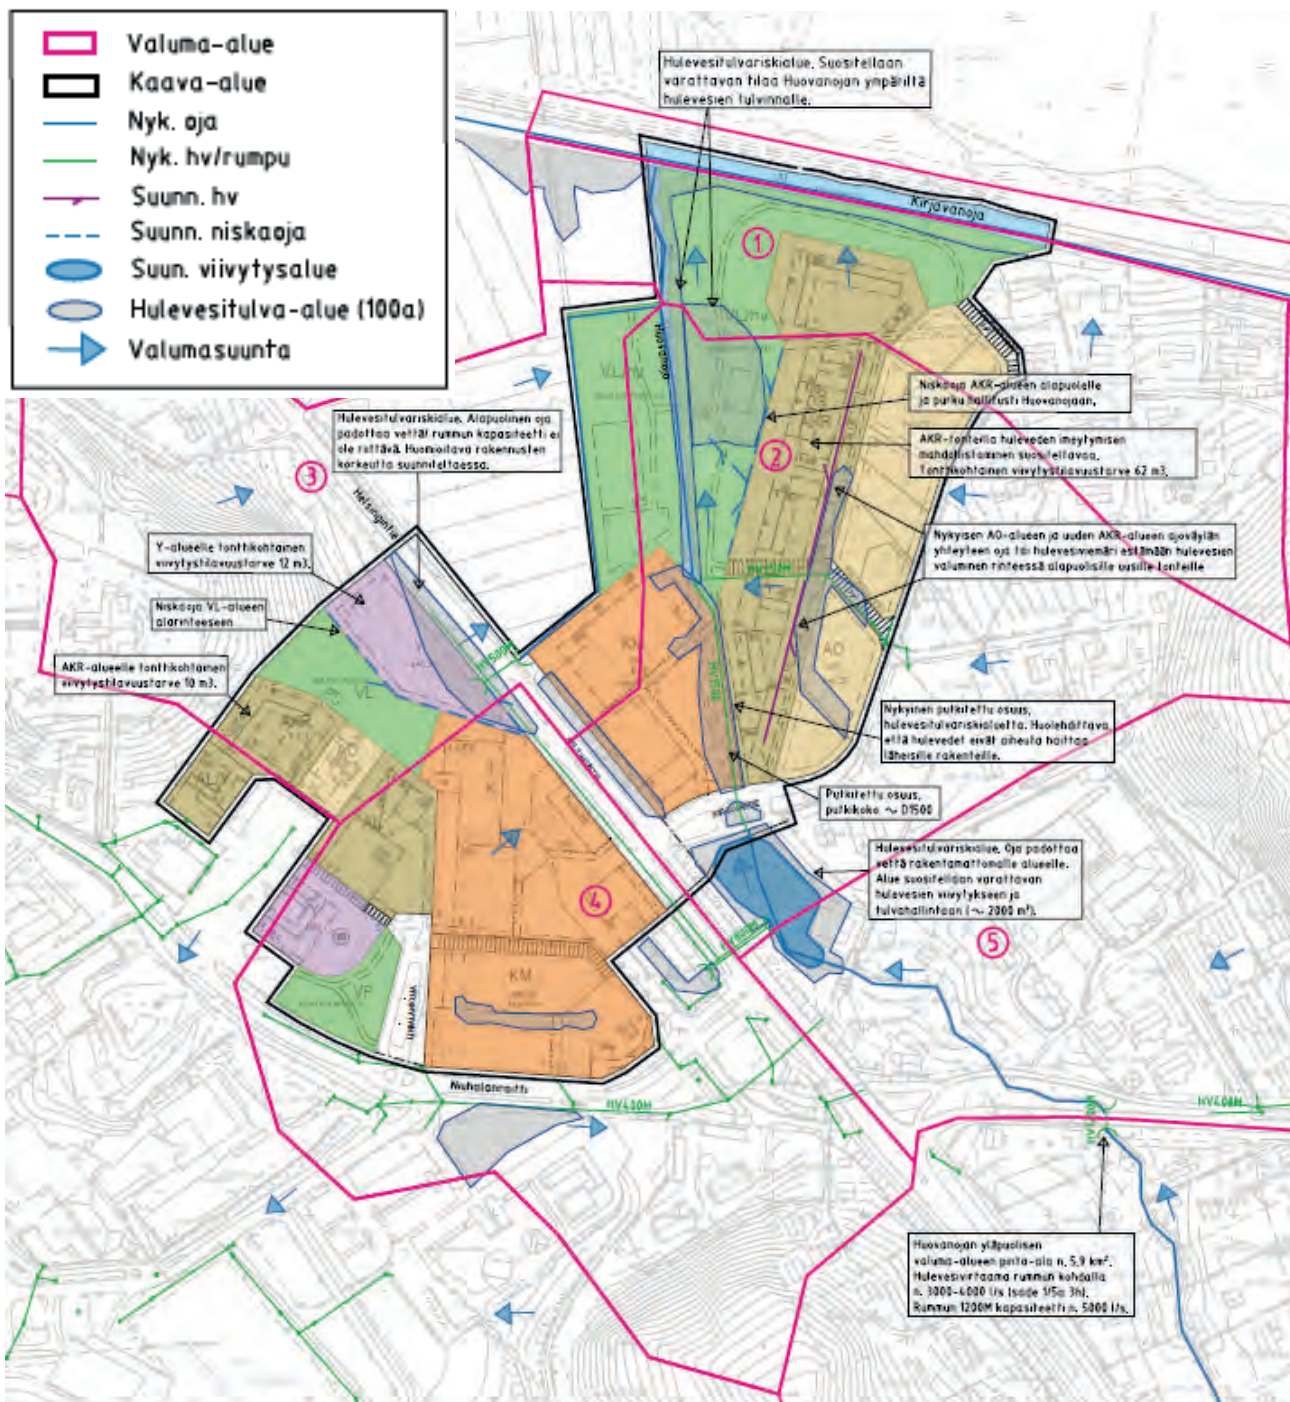 Valuma-alue
Kaava-alue
Nyk. oja
Nyk. hv/rumpu
Suunn. hv
Suunn. niskaoja
Suun. viivytysalue
Hulevesitulva-alue (100a)
Valumasuunta
Hulevesitulvariskialue. Suositellaan
varattavan tilaa Huovanojan ympäriltä
hulevesien tulvinnalle.
Kirjavanoja
1
Huovanoja
Niskaoja AKR-alueen alapuolelle
ja purku hallitusti Huovanojaan.
Hulevesitulvariskialue. Alapuolinen oja
padottaa vettä! rummun kapasiteetti ei
ole riittävä. Huomioitava rakennusten
korkeutta suunniteltaessa.
AKR-tonteilla huleveden imeytymisen
mahdollistaminen suositeltavaa.
Tonttikohtainen viivytystilavuustarve 62 m3.
2
3
Helsingintie
Y-alueelle tonttikohtainen
viivytystilavuustarve 12 m3.
Nykyisen AO-alueen ja uuden AKR-alueen ajoväylän
yhteyteen oja tai hulevesiviemäri estämään hulevesien
valuminen rinteessä alapuolisille uusille tonteille
Niskaoja VL-alueen
alarinteeseen
AKR-alueelle tonttikohtainen
viivytystilavuustarve 10 m3.
VL
AO
Nykyinen putkitettu osuus,
hulevesitulvariskialuetta. Huolehdittava
että hulevedet eivät aiheuta haittaa
läheisille rakenteille.
K
Putkitettu osuus,
putkikoko ~ D1500
Hulevesitulvariskialue. Oja padottaa
vettä rakentamattomalle alueelle.
Alue suositellaan varattavan
hulevesien viivytykseen ja
tulvahallintaan (~ 2000 m³).
4
5
KM
VP
HV400M
HV400M
Huovanojan yläpuolisen
valuma-alueen pinta-ala n. 5,9 km².
Hulevesivirtaama rummun kohdalla
n. 3000-4000 l/s (sade 1/5a 3h).
Rummun 1200M kapasiteetti n. 5000 l/s.